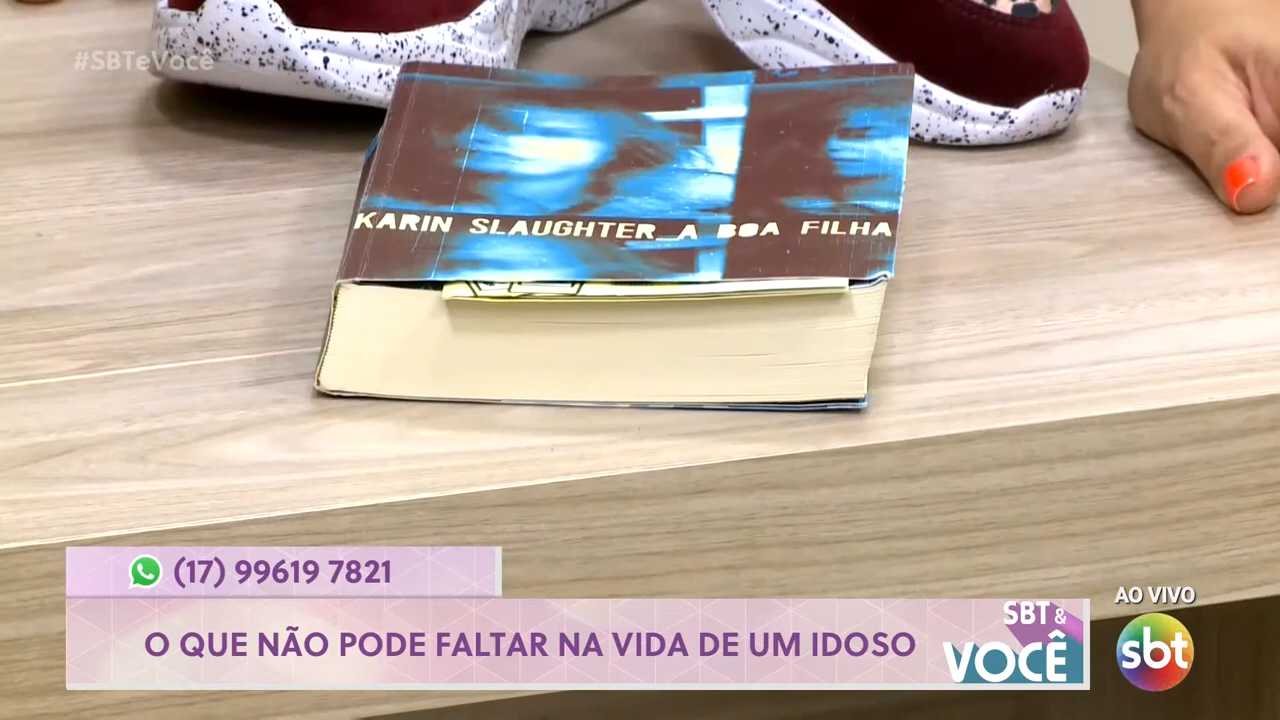 #SBTeVocê
KARIN SLAUGHTER_A BOA FILHA
(17) 99619 7821
O QUE NÃO PODE FALTAR NA VIDA DE UM IDOSO
SBT &
VOCÊ
AO VIVO
sbt